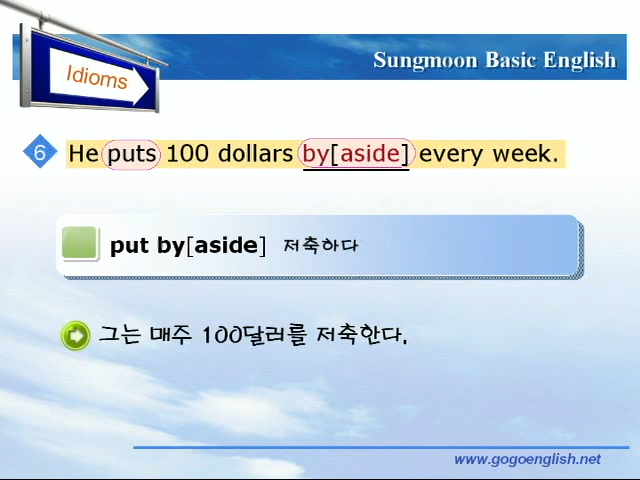 Sungmoon Basic English
Idioms
6 He puts 100 dollars by[aside] every week.
put by[aside] 저축하다
그는 매주 100달러를 저축한다.
www.gogoenglish.net